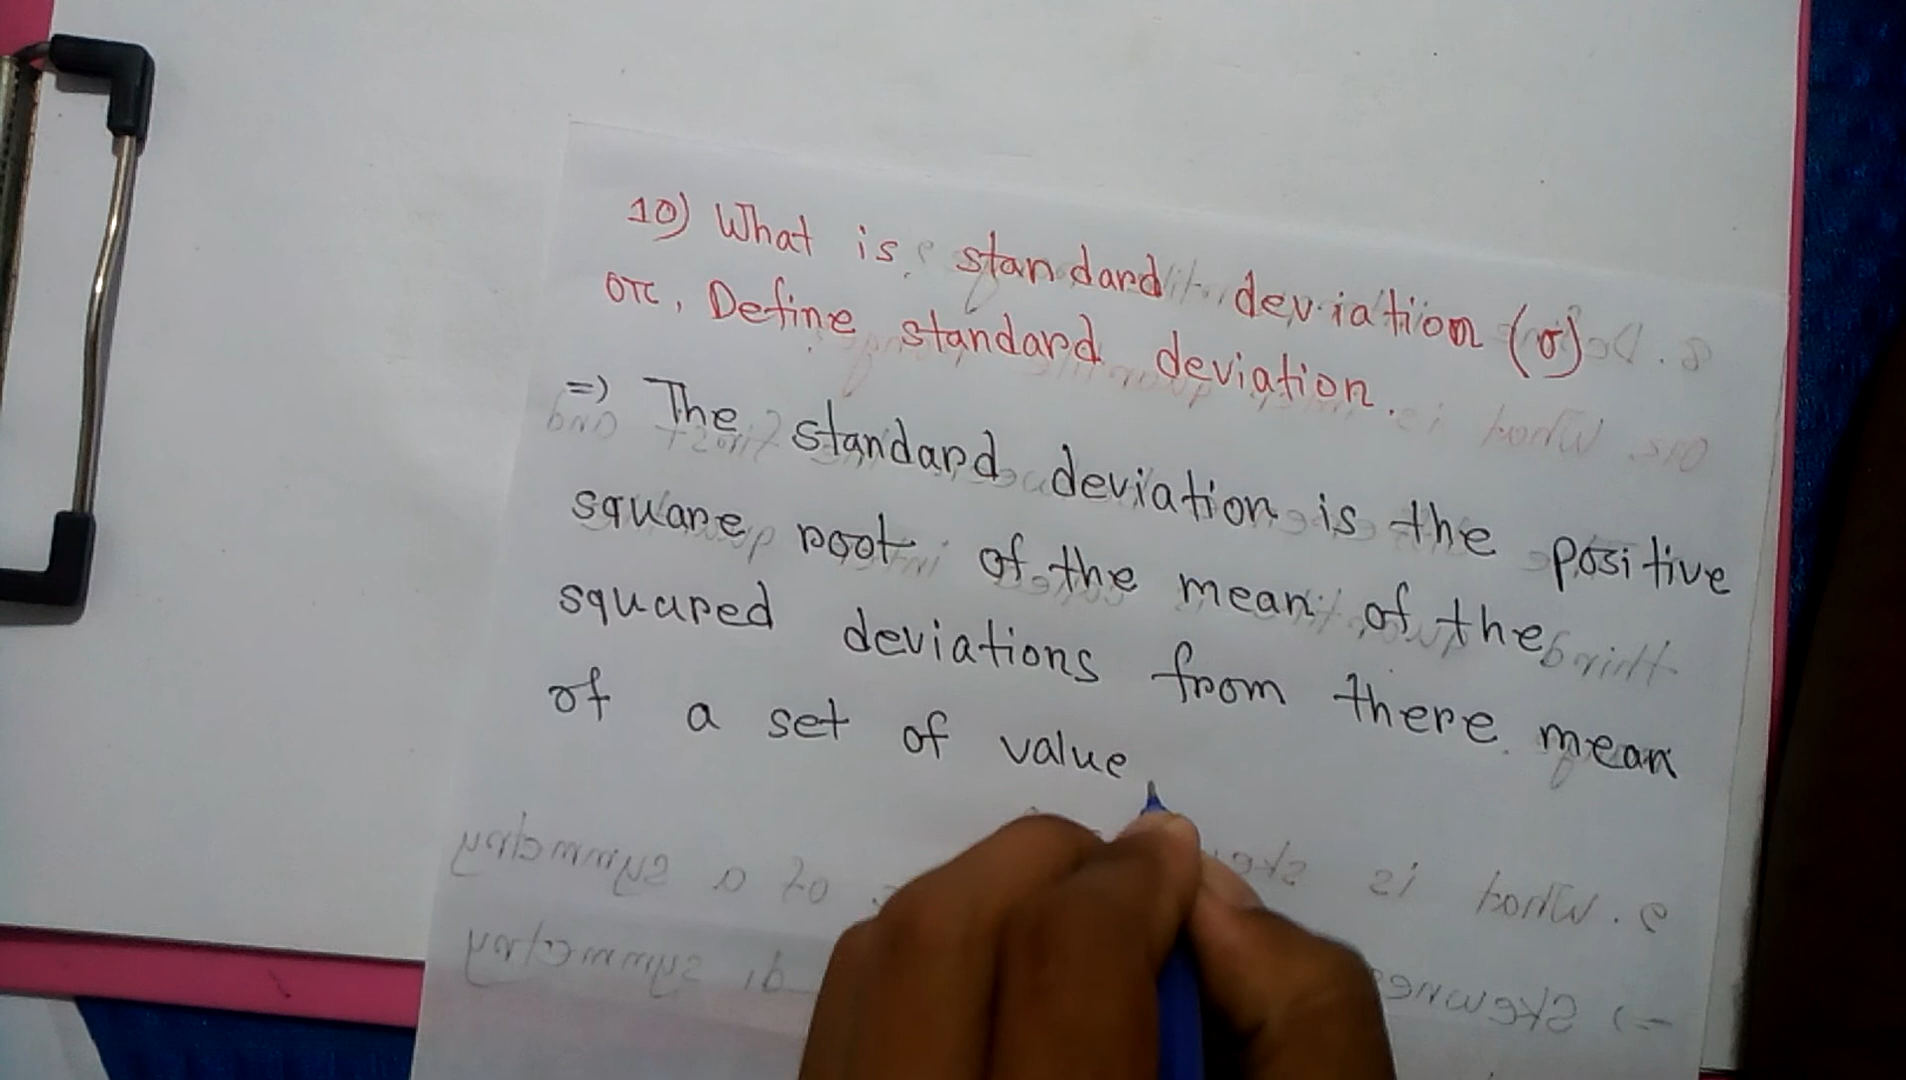 10) What is standard deviation (σ)
or, Define standard deviation.
=) The standard deviation is the positive
square root of the mean of the
squared deviations from there mean
of a set of value